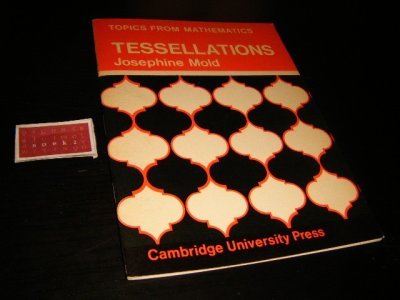 TOPICS FROM MATHEMATICS
TESSELLATIONS
Josephine Mold
Cambridge University Press